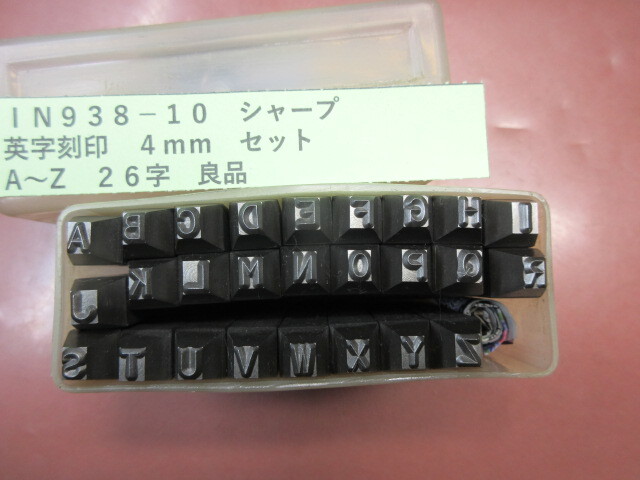 ＩＮ９３８－１０　シャープ
英字刻印　４ｍｍ　セット
Ａ～Ｚ　２６字　良品
A B C D E F G H I
J K L M N O P Q R
S T U V W X Y Z